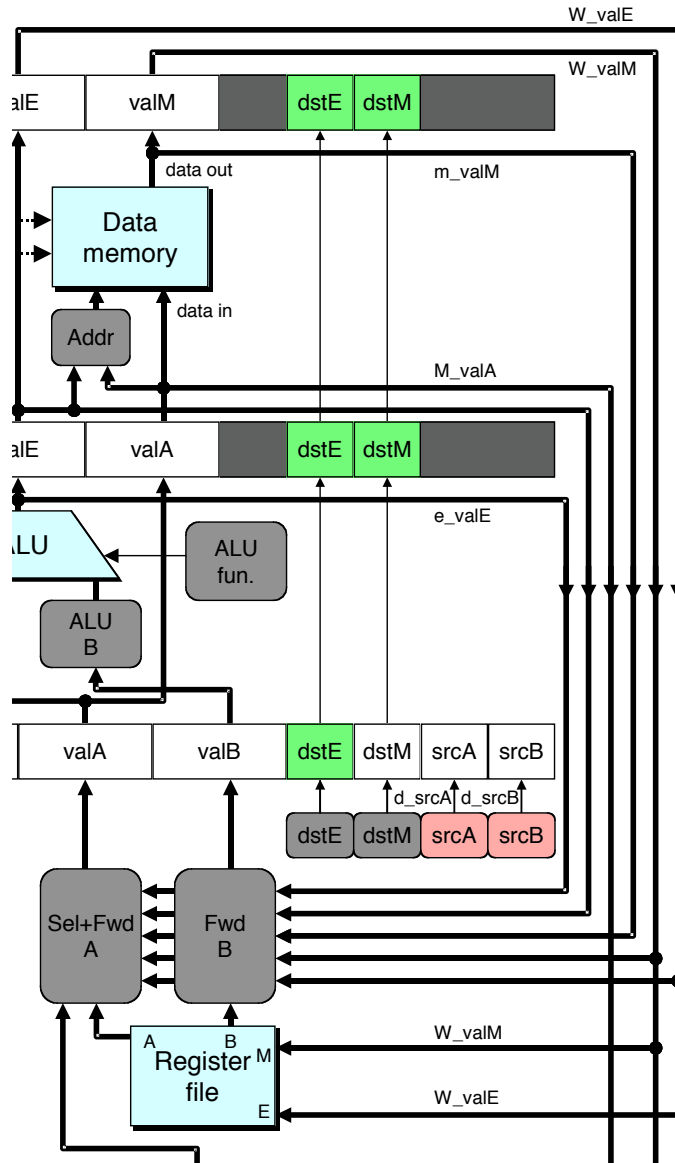 W_valE
W_valM
alE
valM
dstE
dstM
data out
m_valM
Data
memory
data in
Addr
M_valA
alE
valA
dstE
dstM
e_valE
LU
ALU
fun.
ALU
B
valA
valB
dstE
dstM
srcA
srcB
d_srcA
d_srcB
dstE
dstM
srcA
srcB
Sel+Fwd
A
Fwd
B
A
B
W_valM
Register
M
file
W_valE
E